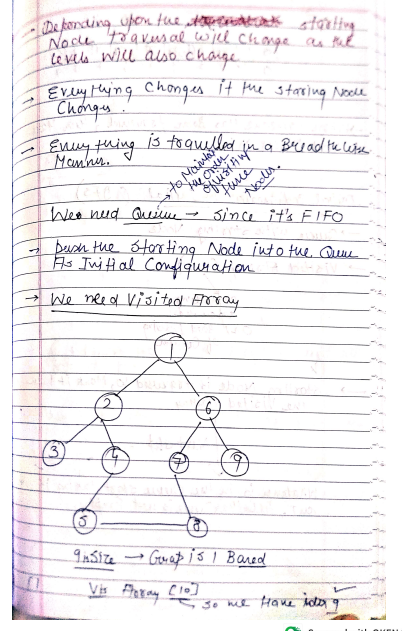 Depending upon the starting
Node traversal will change as the
levels will also change
→ Everything Changes if the staring Node
Changes.
→ Everything is travelled in a Breadth wise
Manner.
→ to Maintain
the Order
of visiting
these
Nodes.
We need Queue → since it's FIFO
→ push the starting Node into the Queue
As Initial Configuration
→ We need Visited Array
1
2 6
3 4 7 9
5 8
9 → Graph is 1 Based
Vis Array [10]
so we Have index 9